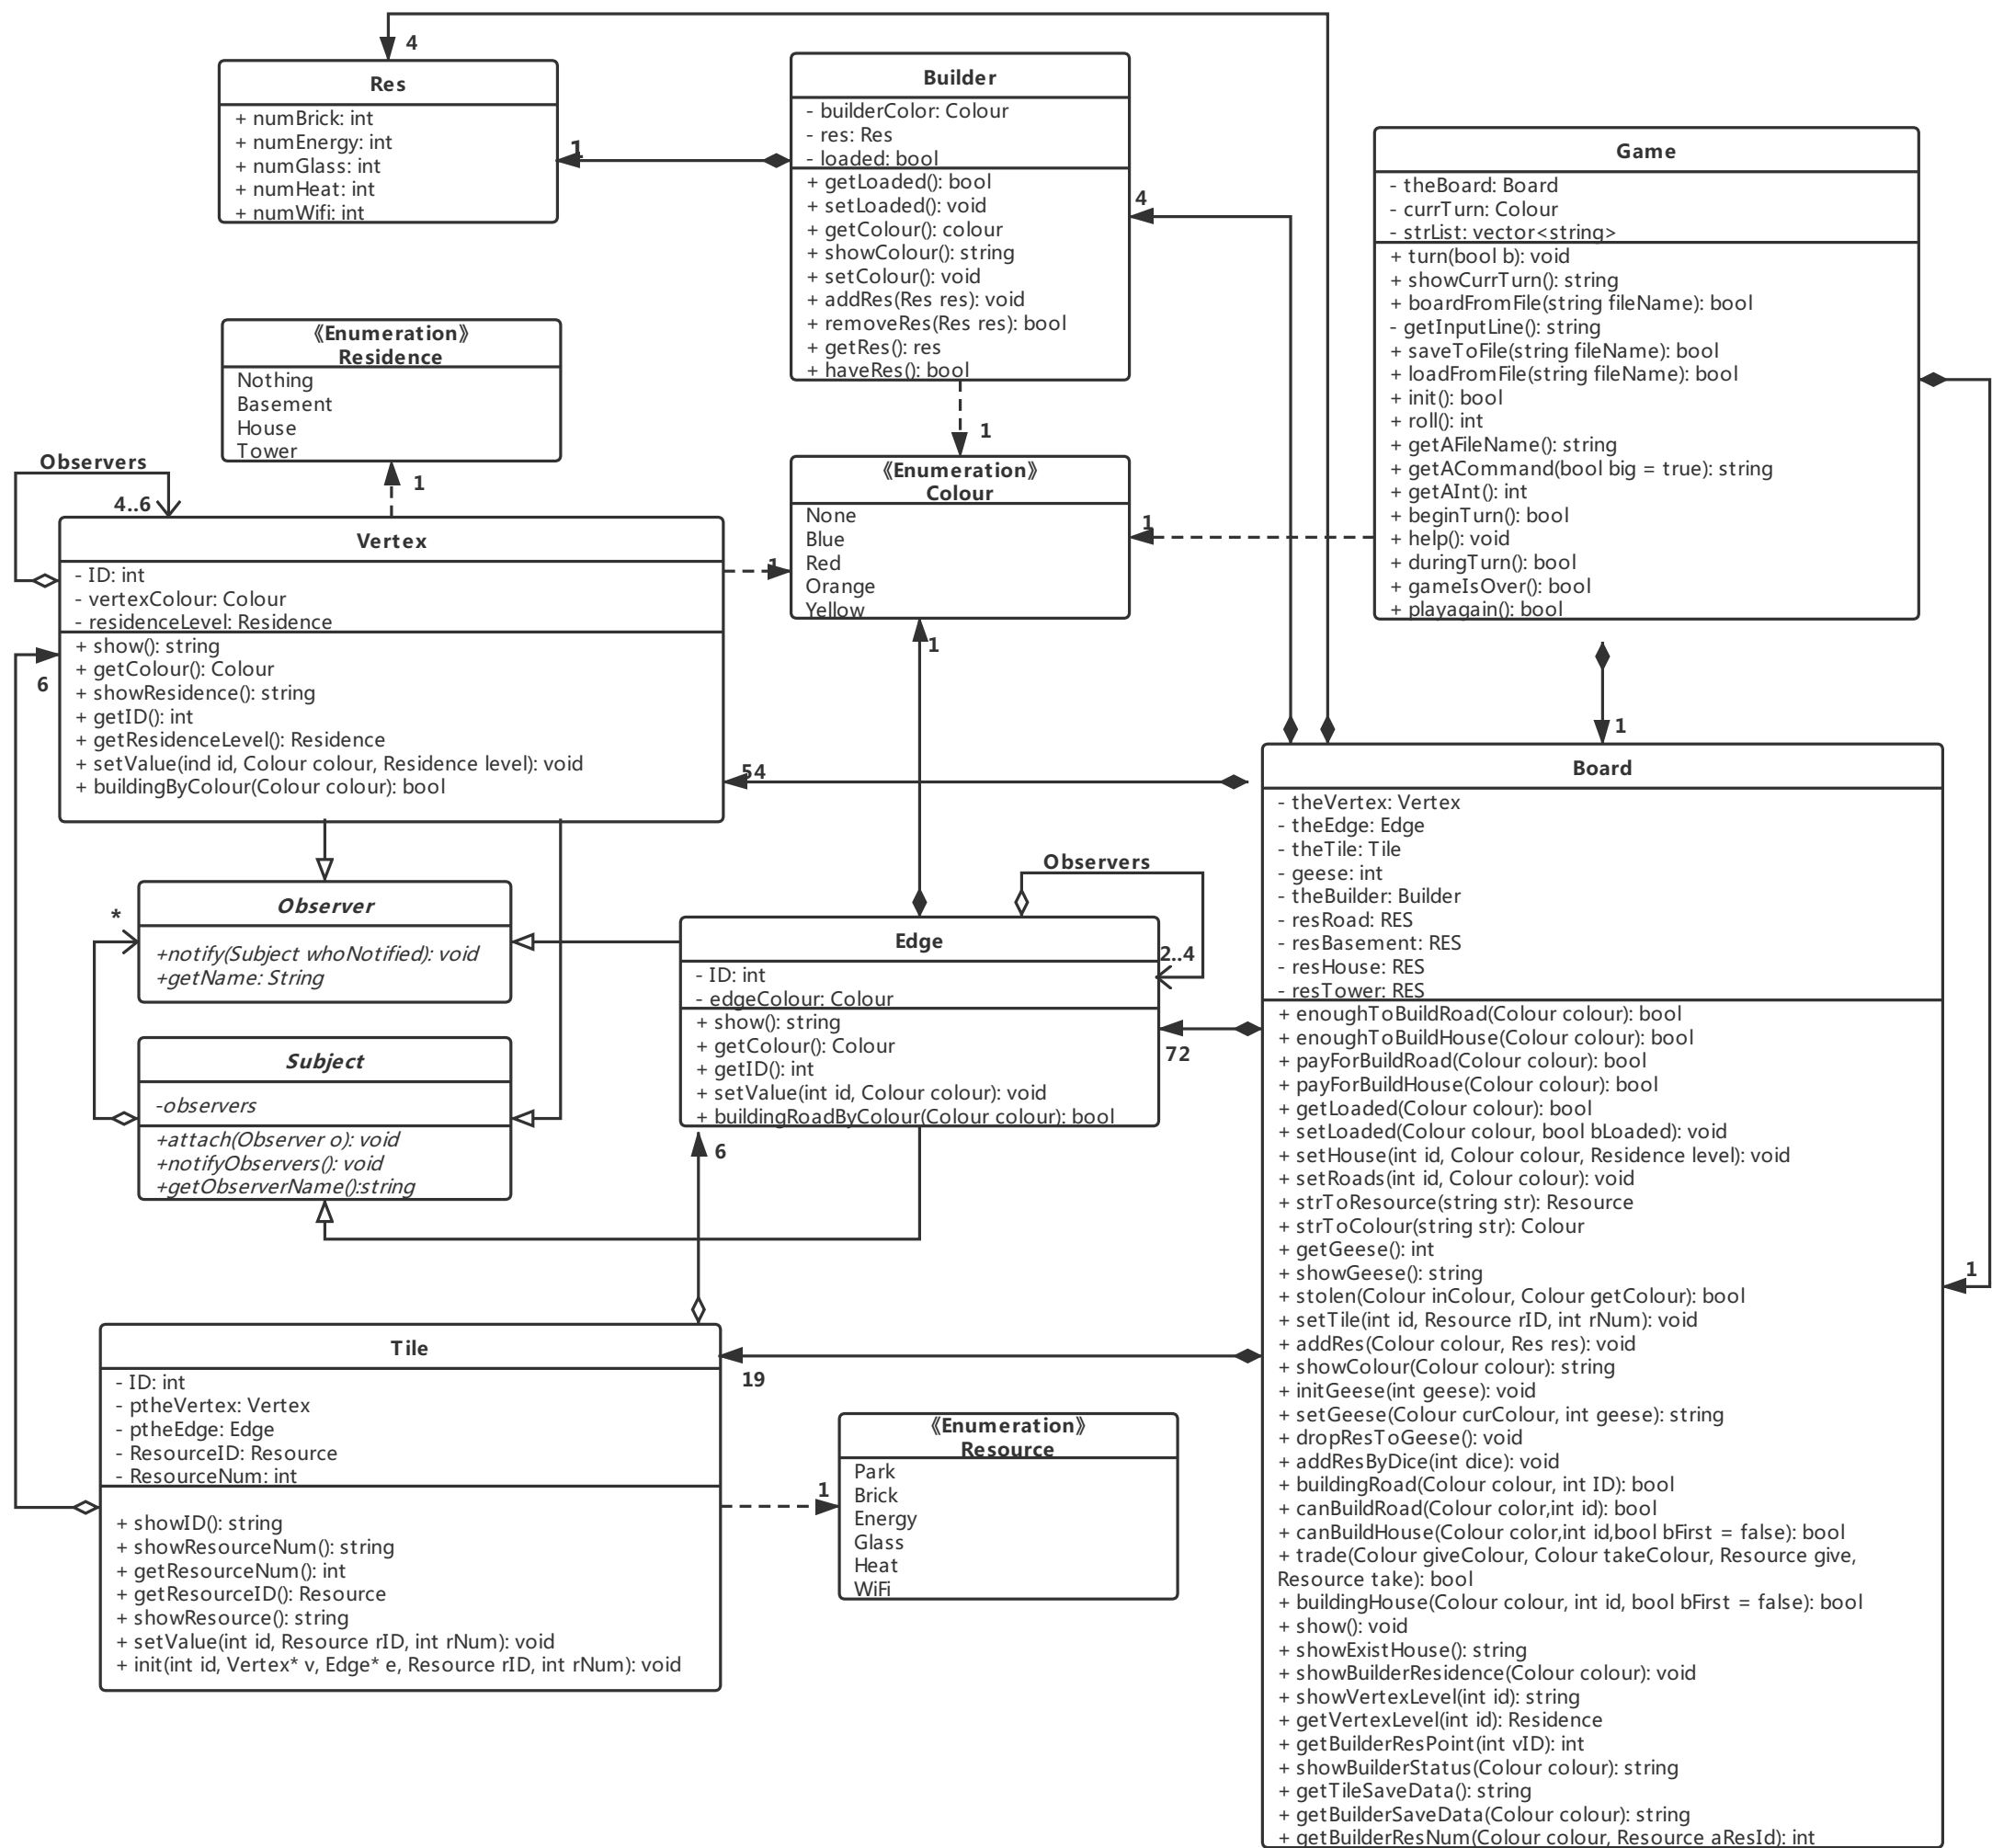 4
Res
+ numBrick: int
+ numEnergy: int
+ numGlass: int
+ numHeat: int
+ numWifi: int
1
Builder
- builderColor: Colour
- res: Res
- loaded: bool
+ getLoaded(): bool
+ setLoaded(): void
+ getColour(): colour
+ showColour(): string
+ setColour(): void
+ addRes(Res res): void
+ removeRes(Res res): bool
+ getRes(): res
+ haveRes(): bool
4
1
Game
- theBoard: Board
- currTurn: Colour
- strList: vector<string>
+ turn(bool b): void
+ showCurrTurn(): string
+ boardFromFile(string fileName): bool
- getInputLine(): string
+ saveToFile(string fileName): bool
+ loadFromFile(string fileName): bool
+ init(): bool
+ roll(): int
+ getAFileName(): string
+ getACommand(bool big = true): string
+ getAInt(): int
+ beginTurn(): bool
+ help(): void
+ duringTurn(): bool
+ gameIsOver(): bool
+ playagain(): bool
1
1
《Enumeration》
Residence
Nothing
Basement
House
Tower
1
《Enumeration》
Colour
None
Blue
Red
Orange
Yellow
1
1
Observers
4..6
Vertex
- ID: int
- vertexColour: Colour
- residenceLevel: Residence
+ show(): string
+ getColour(): Colour
+ showResidence(): string
+ getID(): int
+ getResidenceLevel(): Residence
+ setValue(ind id, Colour colour, Residence level): void
+ buildingByColour(Colour colour): bool
6
1
54
Observer
+notify(Subject whoNotified): void
+getName: String
*
Subject
-observers
+attach(Observer o): void
+notifyObservers(): void
+getObserverName():string
Observers
2..4
Edge
- ID: int
- edgeColour: Colour
+ show(): string
+ getColour(): Colour
+ getID(): int
+ setValue(int id, Colour colour): void
+ buildingRoadByColour(Colour colour): bool
72
6
Tile
- ID: int
- ptheVertex: Vertex
- ptheEdge: Edge
- ResourceID: Resource
- ResourceNum: int
+ showID(): string
+ showResourceNum(): string
+ getResourceNum(): int
+ getResourceID(): Resource
+ showResource(): string
+ setValue(int id, Resource rID, int rNum): void
+ init(int id, Vertex* v, Edge* e, Resource rID, int rNum): void
19
1
《Enumeration》
Resource
Park
Brick
Energy
Glass
Heat
WiFi
Board
- theVertex: Vertex
- theEdge: Edge
- theTile: Tile
- geese: int
- theBuilder: Builder
- resRoad: RES
- resBasement: RES
- resHouse: RES
- resTower: RES
+ enoughToBuildRoad(Colour colour): bool
+ enoughToBuildHouse(Colour colour): bool
+ payForBuildRoad(Colour colour): bool
+ payForBuildHouse(Colour colour): bool
+ getLoaded(Colour colour): bool
+ setLoaded(Colour colour, bool bLoaded): void
+ setHouse(int id, Colour colour, Residence level): void
+ setRoads(int id, Colour colour): void
+ strToResource(string str): Resource
+ strToColour(string str): Colour
+ getGeese(): int
+ showGeese(): string
+ stolen(Colour inColour, Colour getColour): bool
+ setTile(int id, Resource rID, int rNum): void
+ addRes(Colour colour, Res res): void
+ showColour(Colour colour): string
+ initGeese(int geese): void
+ setGeese(Colour curColour, int geese): string
+ dropResToGeese(): void
+ addResByDice(int dice): void
+ buildingRoad(Colour colour, int ID): bool
+ canBuildRoad(Colour color,int id): bool
+ canBuildHouse(Colour color,int id,bool bFirst = false): bool
+ trade(Colour giveColour, Colour takeColour, Resource give,
Resource take): bool
+ buildingHouse(Colour colour, int id, bool bFirst = false): bool
+ show(): void
+ showExistHouse(): string
+ showBuilderResidence(Colour colour): void
+ showVertexLevel(int id): string
+ getVertexLevel(int id): Residence
+ getBuilderResPoint(int vID): int
+ showBuilderStatus(Colour colour): string
+ getTileSaveData(): string
+ getBuilderSaveData(Colour colour): string
+ getBuilderResNum(Colour colour, Resource aResId): int